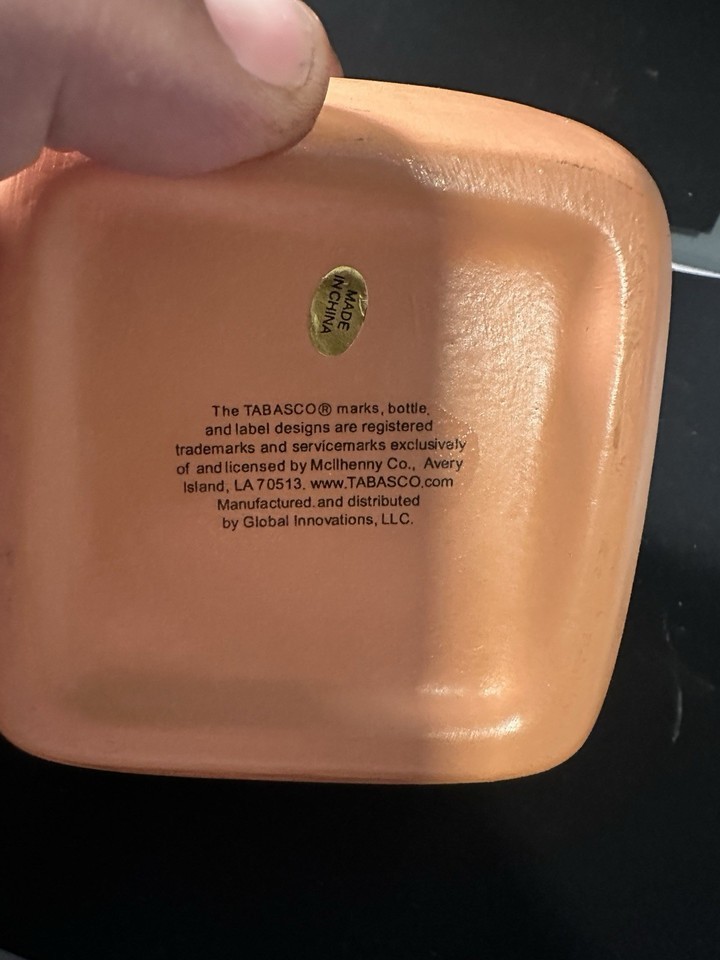 MADE
IN CHINA
The TABASCO® marks, bottle,
and label designs are registered
trademarks and servicemarks exclusively
of and licensed by McIlhenny Co., Avery
Island, LA 70513. www.TABASCO.com
Manufactured and distributed
by Global Innovations, LLC.